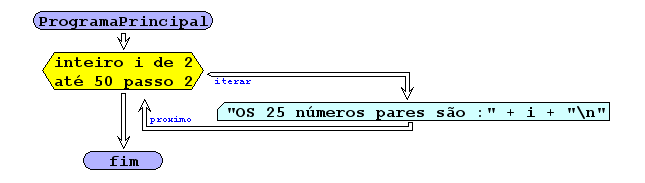 ProgramaPrincipal
inteiro i de 2
até 50 passo 2
iterar
"OS 25 números pares são :" + i + "\n"
proximo
fim